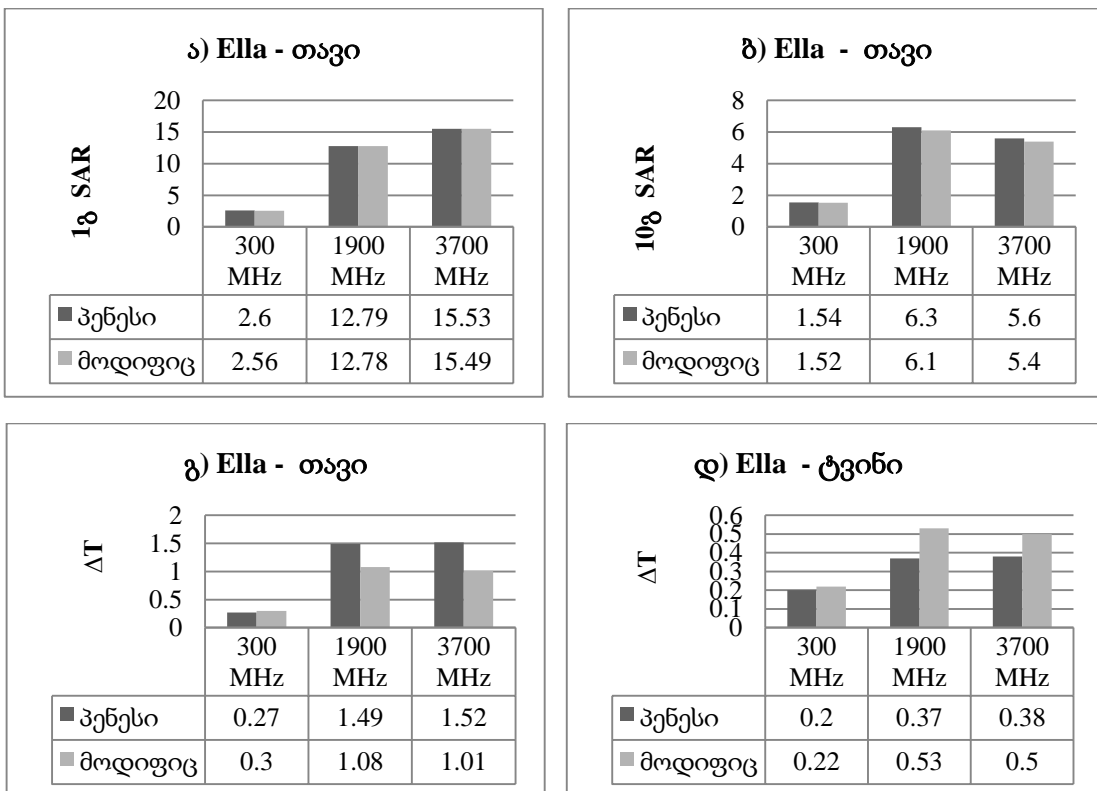 ა) Ella - თავი
1გ SAR
20
15
10
5
0
300 MHz 1900 MHz 3700 MHz
პენესი 2.6 12.79 15.53
მოდიფიც 2.56 12.78 15.49
ბ) Ella - თავი
10გ SAR
8
6
4
2
0
300 MHz 1900 MHz 3700 MHz
პენესი 1.54 6.3 5.6
მოდიფიც 1.52 6.1 5.4
გ) Ella - თავი
ΔT
2
1.5
1
0.5
0
300 MHz 1900 MHz 3700 MHz
პენესი 0.27 1.49 1.52
მოდიფიც 0.3 1.08 1.01
დ) Ella - ტვინი
ΔT
0.6
0.5
0.4
0.3
0.2
0.1
0
300 MHz 1900 MHz 3700 MHz
პენესი 0.2 0.37 0.38
მოდიფიც 0.22 0.53 0.5